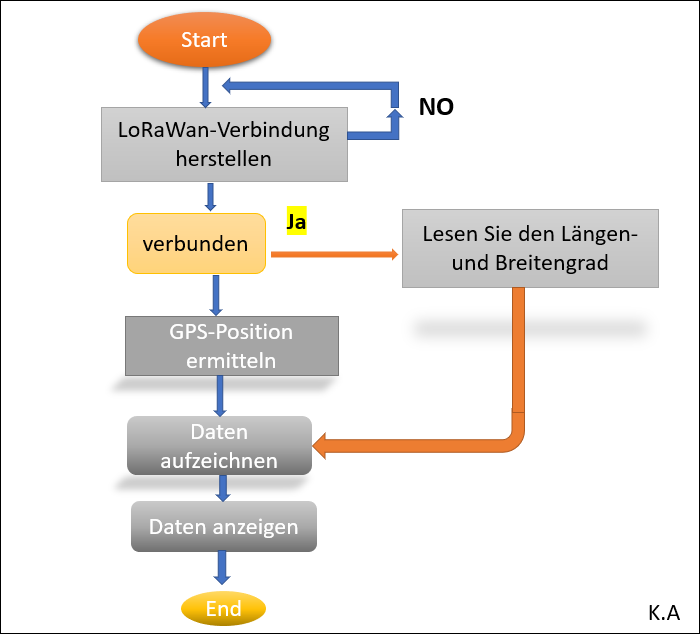 Start
NO
LoRaWan-Verbindung
herstellen
Ja
verbunden
Lesen Sie den Längen-
und Breitengrad
GPS-Position
ermitteln
Daten
aufzeichnen
Daten anzeigen
End
K.A